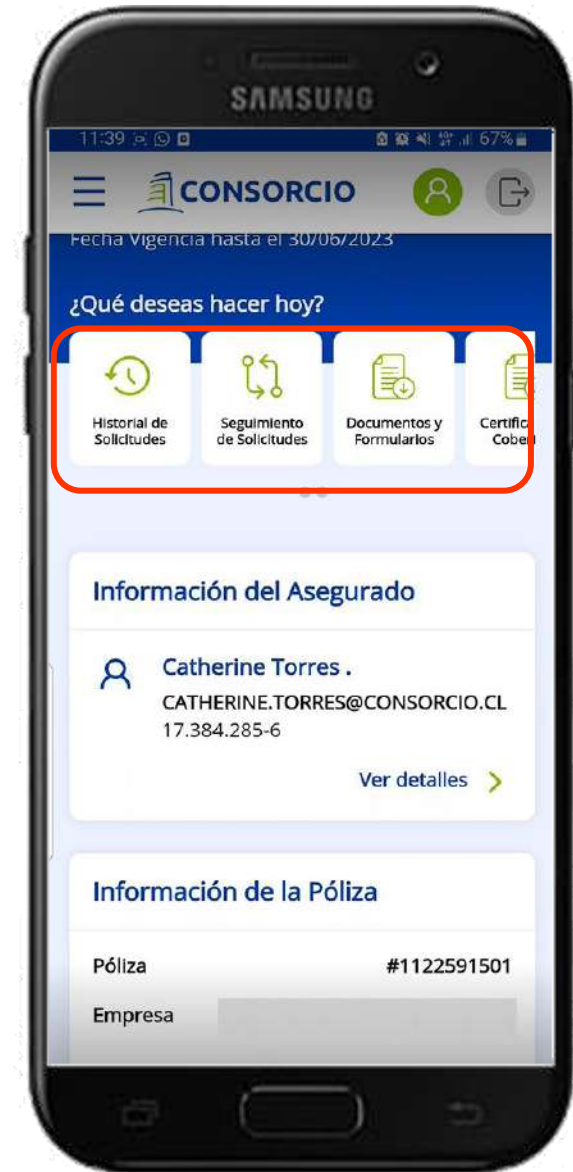 SAMSUNG
11:39 67%
CONSORCIO
Fecha Vigencia hasta el 30/06/2023
¿Qué deseas hacer hoy?
Historial de Solicitudes
Seguimiento de Solicitudes
Documentos y Formularios
Certifica
Cober
Información del Asegurado
Catherine Torres .
CATHERINE.TORRES@CONSORCIO.CL
17.384.285-6
Ver detalles
Información de la Póliza
Póliza #1122591501
Empresa